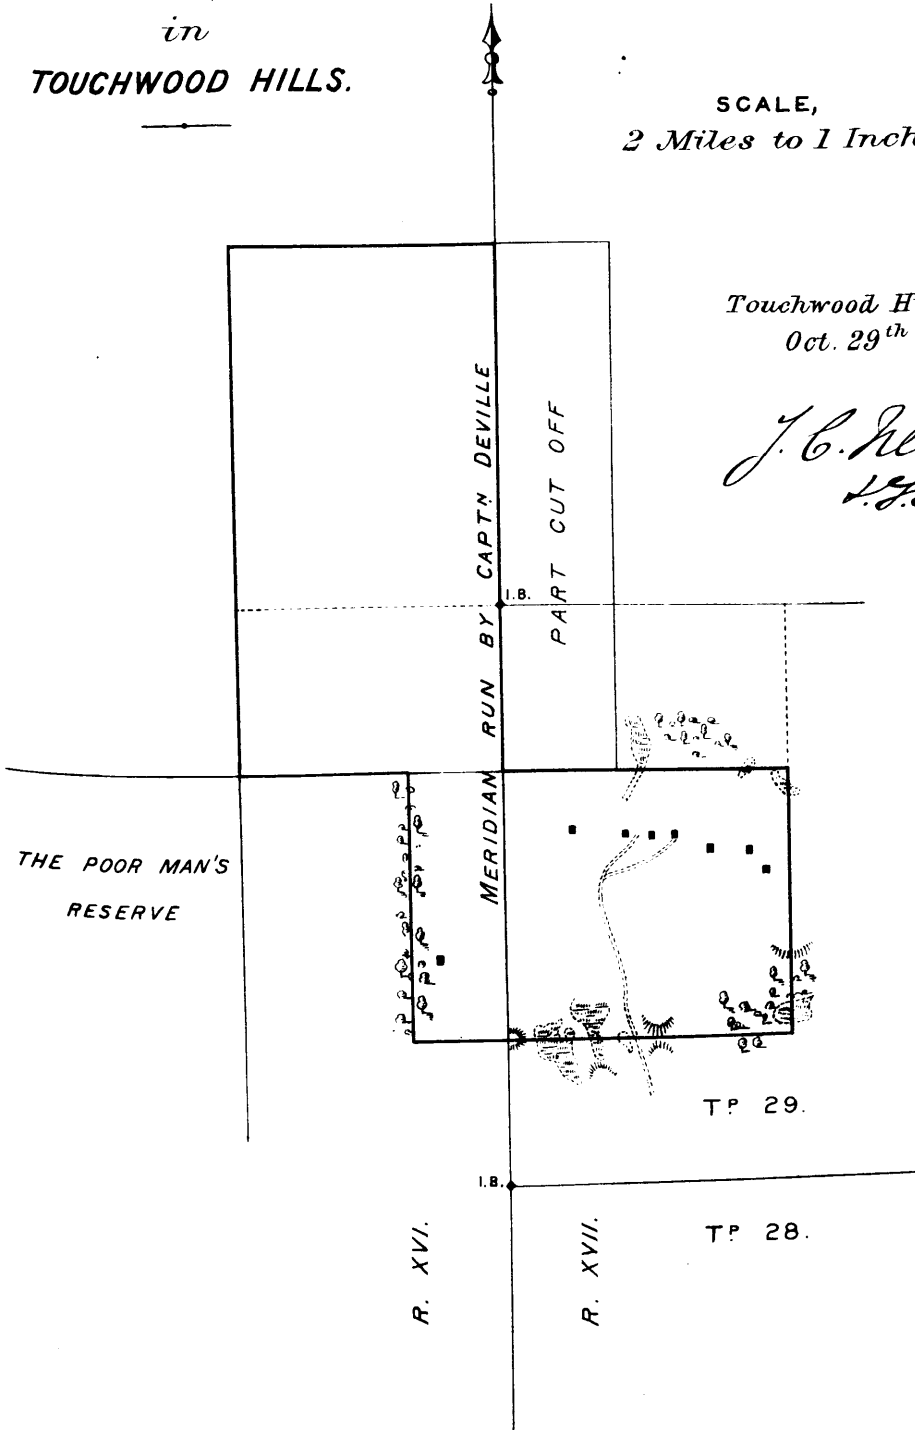 in
TOUCHWOOD HILLS.
SCALE,
2 Miles to 1 Inch
Touchwood H
Oct. 29th
J. C. Ne
MERIDIAN RUN BY CAPTN. DEVILLE
PART CUT OFF
I.B.
THE POOR MAN'S
RESERVE
TP. 29.
I.B.
TP. 28.
R. XVI.
R. XVII.